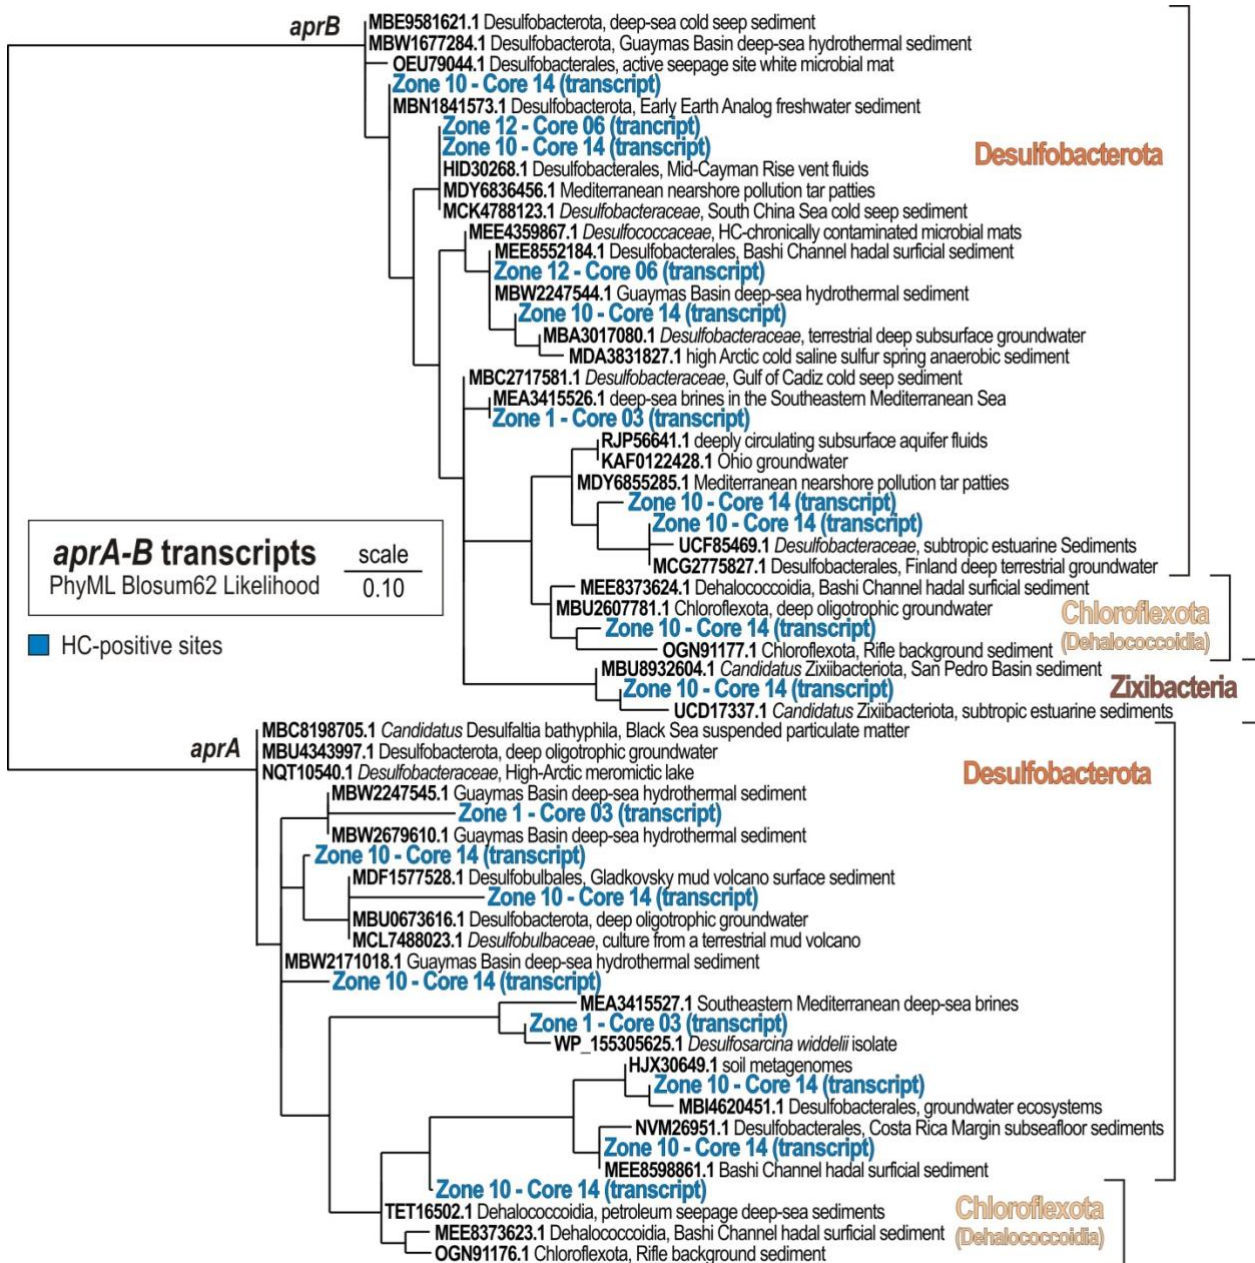 aprB
MBE9581621.1 Desulfobacterota, deep-sea cold seep sediment
MBW1677284.1 Desulfobacterota, Guaymas Basin deep-sea hydrothermal sediment
OEU79044.1 Desulfobacterales, active seepage site white microbial mat
Zone 10 - Core 14 (transcript)
MBN1841573.1 Desulfobacterota, Early Earth Analog freshwater sediment
Zone 12 - Core 06 (trancript)
Zone 10 - Core 14 (transcript)
Desulfobacterota
HID30268.1 Desulfobacterales, Mid-Cayman Rise vent fluids
MDY6836456.1 Mediterranean nearshore pollution tar patties
MCK4788123.1 Desulfobacteraceae, South China Sea cold seep sediment
MEE4359867.1 Desulfococcaceae, HC-chronically contaminated microbial mats
MEE8552184.1 Desulfobacterales, Bashi Channel hadal surficial sediment
Zone 12 - Core 06 (transcript)
MBW2247544.1 Guaymas Basin deep-sea hydrothermal sediment
Zone 10 - Core 14 (transcript)
MBA3017080.1 Desulfobacteraceae, terrestrial deep subsurface groundwater
MDA3831827.1 high Arctic cold saline sulfur spring anaerobic sediment
MBC2717581.1 Desulfobacteraceae, Gulf of Cadiz cold seep sediment
MEA3415526.1 deep-sea brines in the Southeastern Mediterranean Sea
Zone 1 - Core 03 (transcript)
RJP56641.1 deeply circulating subsurface aquifer fluids
KAF0122428.1 Ohio groundwater
MDY6855285.1 Mediterranean nearshore pollution tar patties
Zone 10 - Core 14 (transcript)
Zone 10 - Core 14 (transcript)
UCF85469.1 Desulfobacteraceae, subtropic estuarine Sediments
MCG2775827.1 Desulfobacterales, Finland deep terrestrial groundwater
aprA-B transcripts
PhyML Blosum62 Likelihood
scale
0.10
HC-positive sites
MEE8373624.1 Dehalococcoidia, Bashi Channel hadal surficial sediment
MBU2607781.1 Chloroflexota, deep oligotrophic groundwater
Zone 10 - Core 14 (transcript)
OGN91177.1 Chloroflexota, Rifle background sediment
Chloroflexota
(Dehalococcoidia)
MBU8932604.1 Candidatus Zixiibacteriota, San Pedro Basin sediment
Zone 10 - Core 14 (transcript)
UCD17337.1 Candidatus Zixiibacteriota, subtropic estuarine sediments
Zixibacteria
aprA
MBC8198705.1 Candidatus Desulfaltia bathyphila, Black Sea suspended particulate matter
MBU4343997.1 Desulfobacterota, deep oligotrophic groundwater
NQT10540.1 Desulfobacteraceae, High-Arctic meromictic lake
Desulfobacterota
MBW2247545.1 Guaymas Basin deep-sea hydrothermal sediment
Zone 1 - Core 03 (transcript)
MBW2679610.1 Guaymas Basin deep-sea hydrothermal sediment
Zone 10 - Core 14 (transcript)
MDF1577528.1 Desulfobulbales, Gladkovsky mud volcano surface sediment
Zone 10 - Core 14 (transcript)
MBU0673616.1 Desulfobacterota, deep oligotrophic groundwater
MCL7488023.1 Desulfobulbaceae, culture from a terrestrial mud volcano
MBW2171018.1 Guaymas Basin deep-sea hydrothermal sediment
Zone 10 - Core 14 (transcript)
MEA3415527.1 Southeastern Mediterranean deep-sea brines
Zone 1 - Core 03 (transcript)
WP_155305625.1 Desulfosarcina widdelii isolate
HJX30649.1 soil metagenomes
Zone 10 - Core 14 (transcript)
MBI4620451.1 Desulfobacterales, groundwater ecosystems
NVM26951.1 Desulfobacterales, Costa Rica Margin subseafloor sediments
Zone 10 - Core 14 (transcript)
MEE8598861.1 Bashi Channel hadal surficial sediment
Zone 10 - Core 14 (transcript)
TET16502.1 Dehalococcoidia, petroleum seepage deep-sea sediments
MEE8373623.1 Dehalococcoidia, Bashi Channel hadal surficial sediment
OGN91176.1 Chloroflexota, Rifle background sediment
Chloroflexota
(Dehalococcoidia)